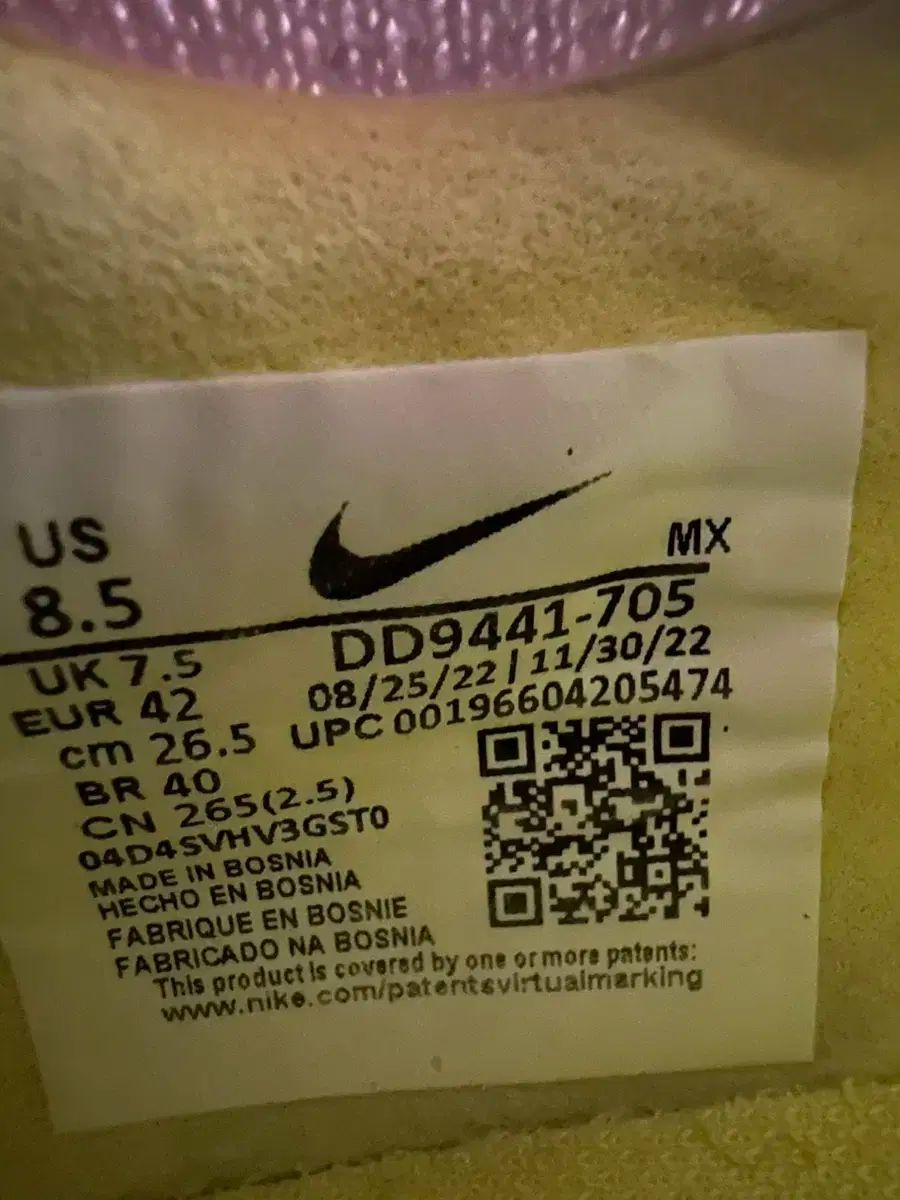 US
8.5
MX
UK 7.5
EUR 42
cm 26.5
BR 40
CN 265(2.5)
04D4SVHV3GST0
MADE IN BOSNIA
HECHO EN BOSNIA
FABRIQUE EN BOSNIE
FABRICADO NA BOSNIA
DD9441-705
08/25/22 | 11/30/22
UPC 00196604205474
This product is covered by one or more patents:
www.nike.com/patentsvirtualmarking